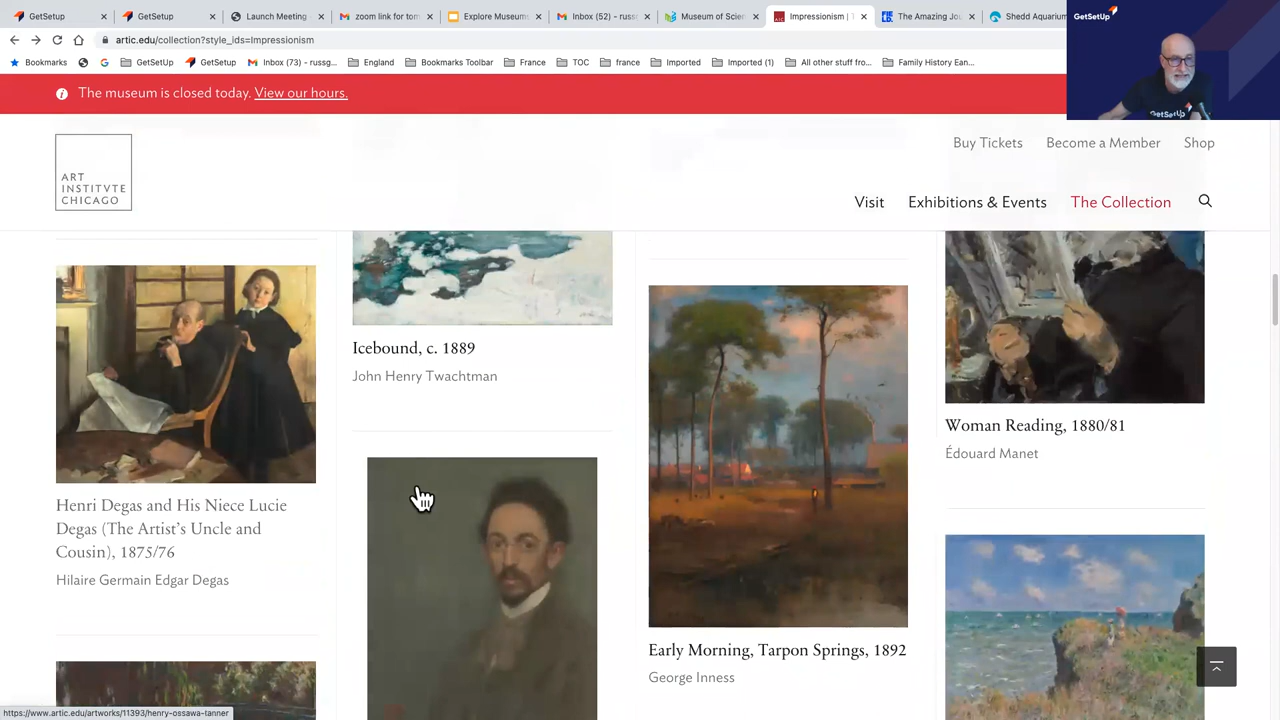 GetSetUp
GetSetup
Launch Meeting
zoom link for tom
Explore Museum
Inbox (52) - russ
Museum of Scien
Impressionism | T
The Amazing Jou
Shedd Aquarium
GetSetUp
artic.edu/collection?style_ids=Impressionism
Bookmarks
GetSetUp
GetSetup
Inbox (73) - russg...
England
Bookmarks Toolbar
France
TOC
france
Imported
Imported (1)
All other stuff fro...
Family History Ean...
GetSetUp
The museum is closed today. View our hours.
Buy Tickets
Become a Member
Shop
ART
INSTITVTE
CHICAGO
Visit
Exhibitions & Events
The Collection
Icebound, c. 1889
John Henry Twachtman
Woman Reading, 1880/81
Édouard Manet
Henri Degas and His Niece Lucie
Degas (The Artist's Uncle and
Cousin), 1875/76
Hilaire Germain Edgar Degas
Early Morning, Tarpon Springs, 1892
George Inness
https://www.artic.edu/artworks/11393/henry-ossawa-tanner